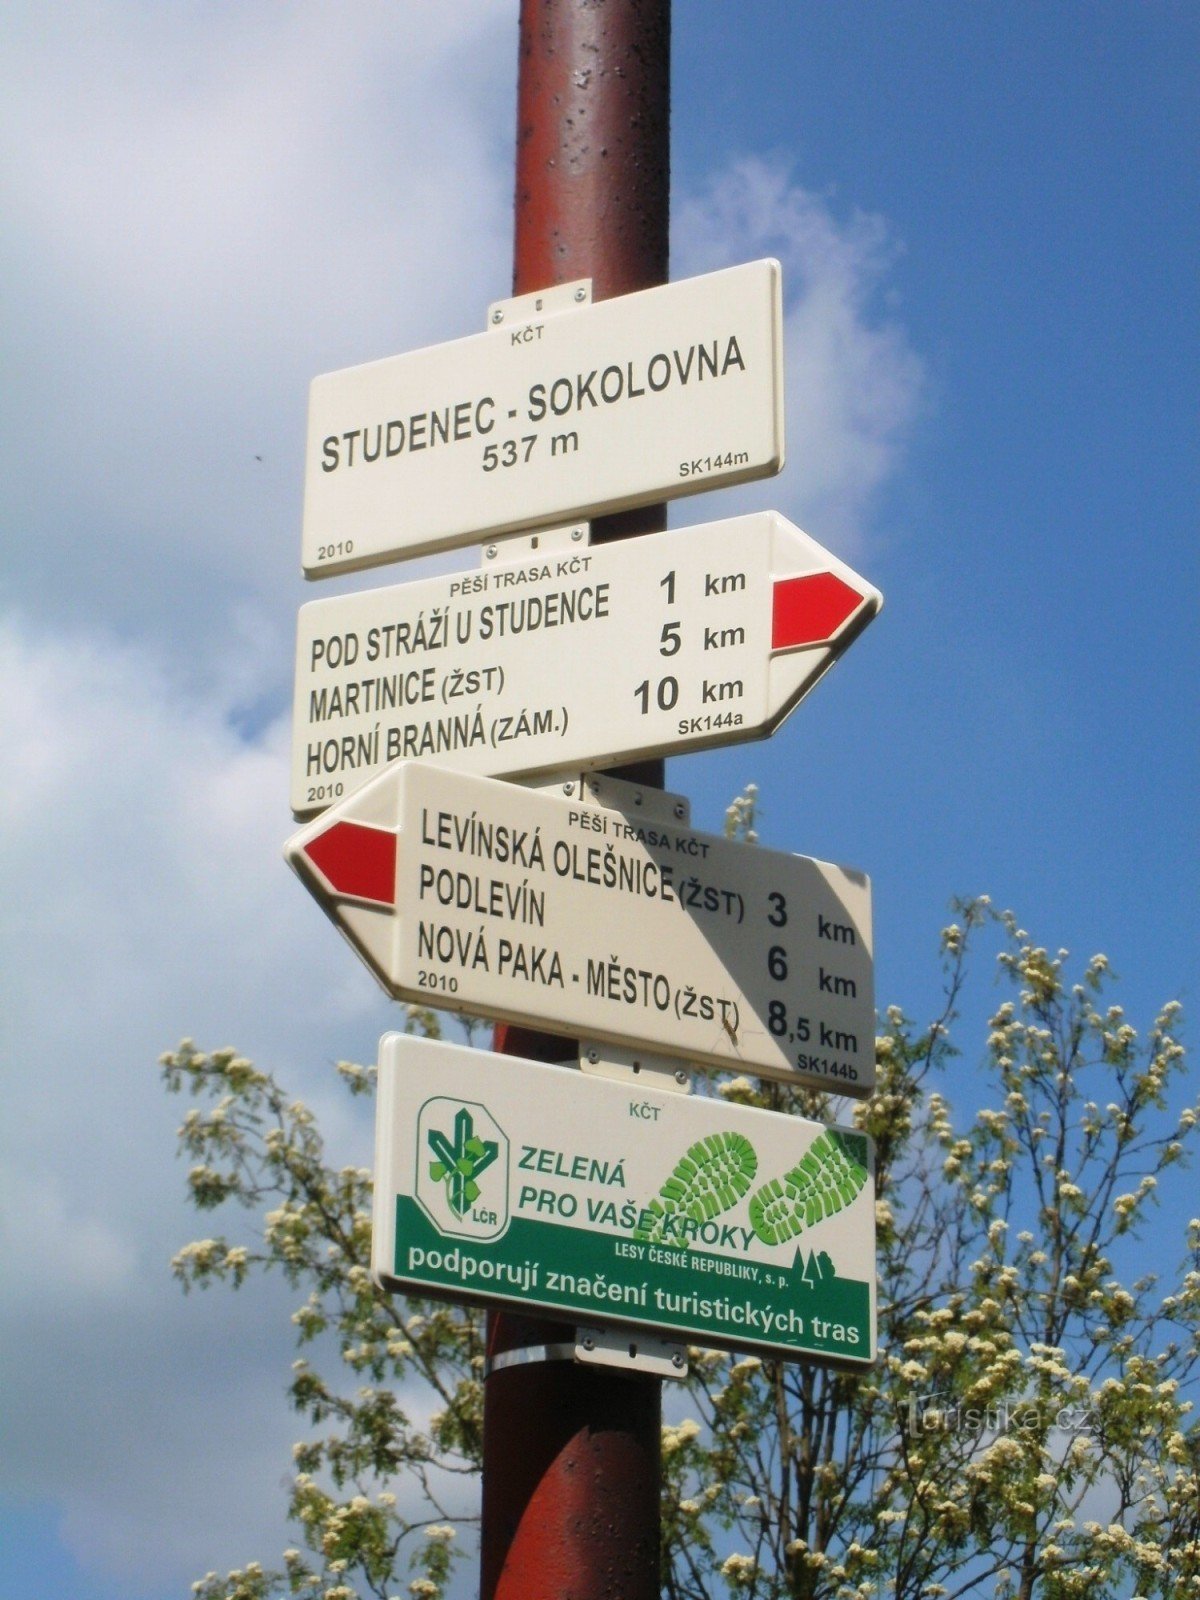 KČT
STUDENEC - SOKOLOVNA
537 m
SK144m
2010
PĚŠÍ TRASA KČT
POD STRÁŽÍ U STUDENCE 1 km
MARTINICE (ŽST) 5 km
HORNÍ BRANNÁ (ZÁM.) 10 km
2010 SK144a
PĚŠÍ TRASA KČT
LEVÍNSKÁ OLEŠNICE (ŽST) 3 km
PODLEVÍN 6 km
NOVÁ PAKA - MĚSTO (ŽST) 8,5 km
2010 SK144b
KČT
ZELENÁ
PRO VAŠE KROKY
LČR
LESY ČESKÉ REPUBLIKY, s. p.
podporují značení turistických tras
Turistika.cz